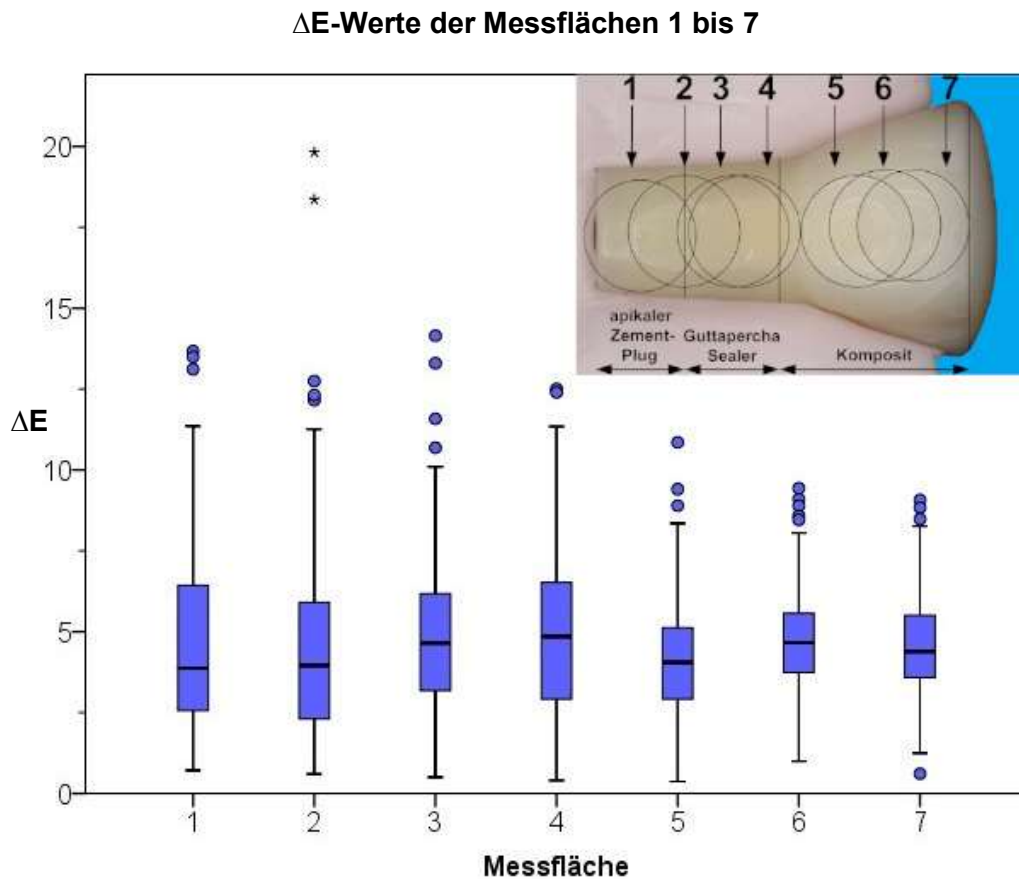 ∆E-Werte der Messflächen 1 bis 7
1 2 3 4 5 6 7
apikaler
Zement-
Plug
Guttapercha
Sealer
Komposit
20
15
10
∆E
5
0
1 2 3 4 5 6 7
Messfläche